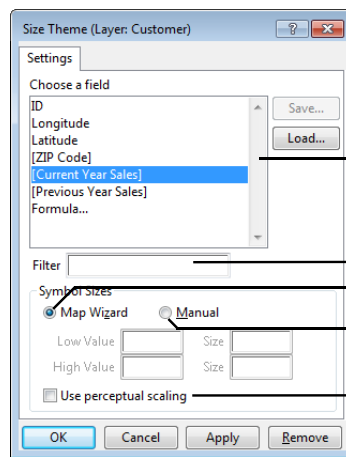 Size Theme (Layer: Customer)
Settings
Choose a field
ID
Longitude
Latitude
[ZIP Code]
[Current Year Sales]
[Previous Year Sales]
Formula...
Save...
Load...
Filter
Symbol Sizes
Map Wizard Manual
Low Value Size
High Value Size
Use perceptual scaling
OK Cancel Apply Remove